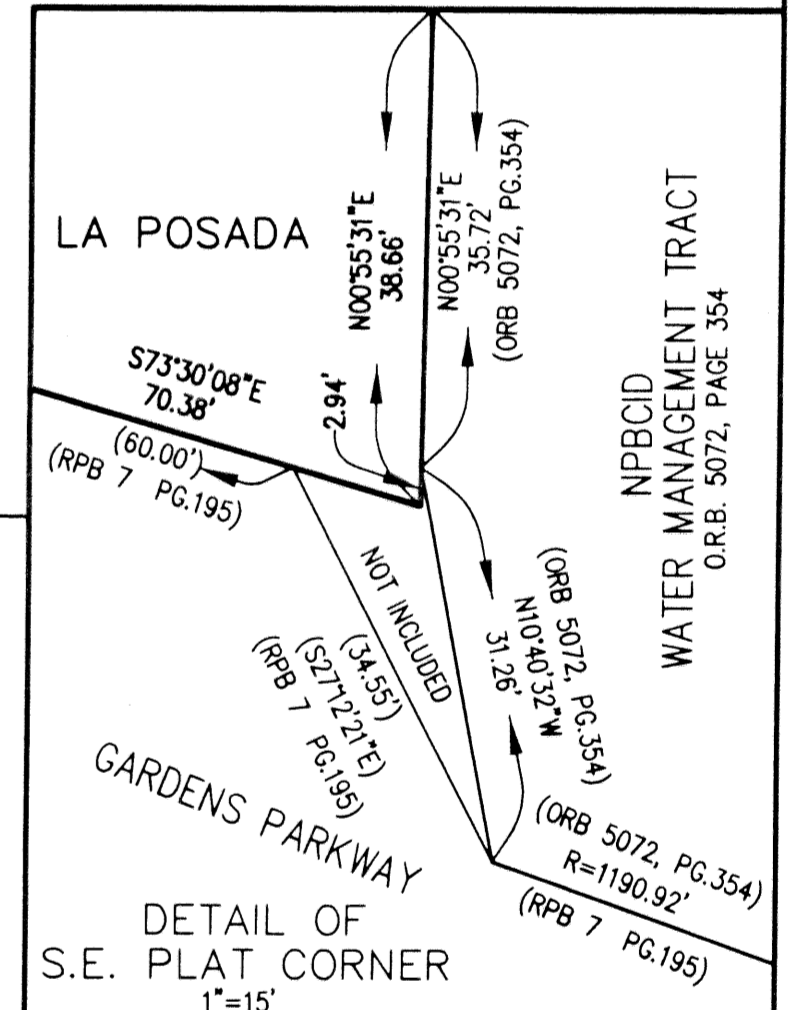 LA POSADA
N00°55'31"E
38.66'
N00°55'31"E
35.72'
(ORB 5072, PG.354)
NPBCID
WATER MANAGEMENT TRACT
O.R.B. 5072, PAGE 354
S73°30'08"E
70.38'
(60.00')
(RPB 7 PG.195)
2.94'
NOT INCLUDED
(34.55')
(S27°12'21"E)
(RPB 7 PG.195)
(ORB 5072, PG.354)
N10°40'32"W
31.26'
GARDENS PARKWAY
(ORB 5072, PG.354)
R=1190.92'
(RPB 7 PG.195)
DETAIL OF
S.E. PLAT CORNER
1"=15'